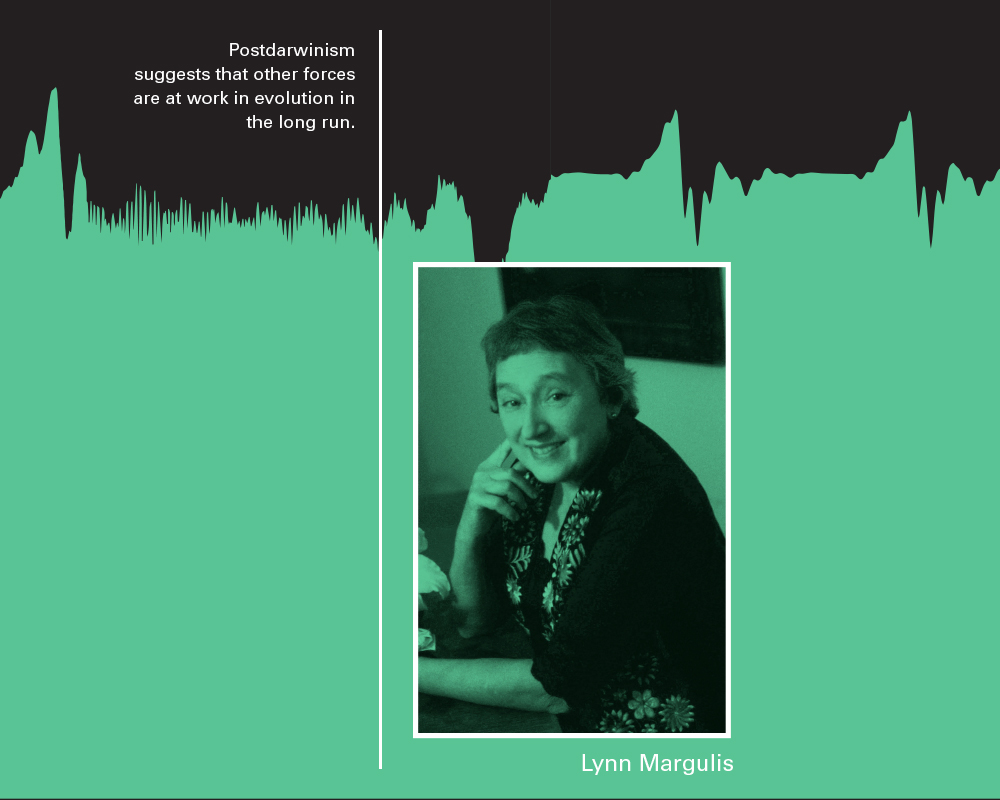 Postdarwinism
suggests that other forces
are at work in evolution in
the long run.
Lynn Margulis